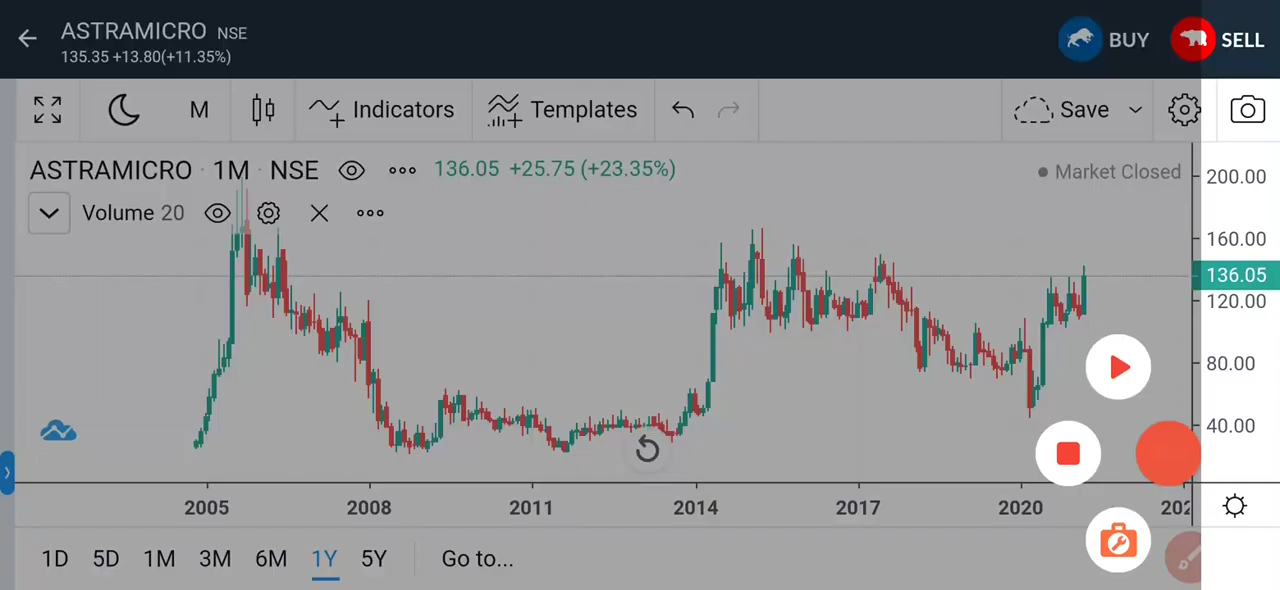 ASTRAMICRO NSE
135.35 +13.80(+11.35%)
BUY
SELL
M
Indicators
Templates
Save
ASTRAMICRO · 1M · NSE
136.05 +25.75 (+23.35%)
Market Closed
Volume 20
200.00
160.00
136.05
120.00
80.00
40.00
2005 2008 2011 2014 2017 2020 202
1D 5D 1M 3M 6M 1Y 5Y Go to...